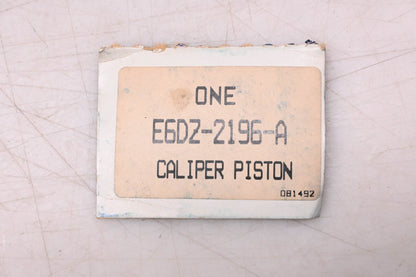 ONE
E6DZ-2196-A
CALIPER PISTON
081492